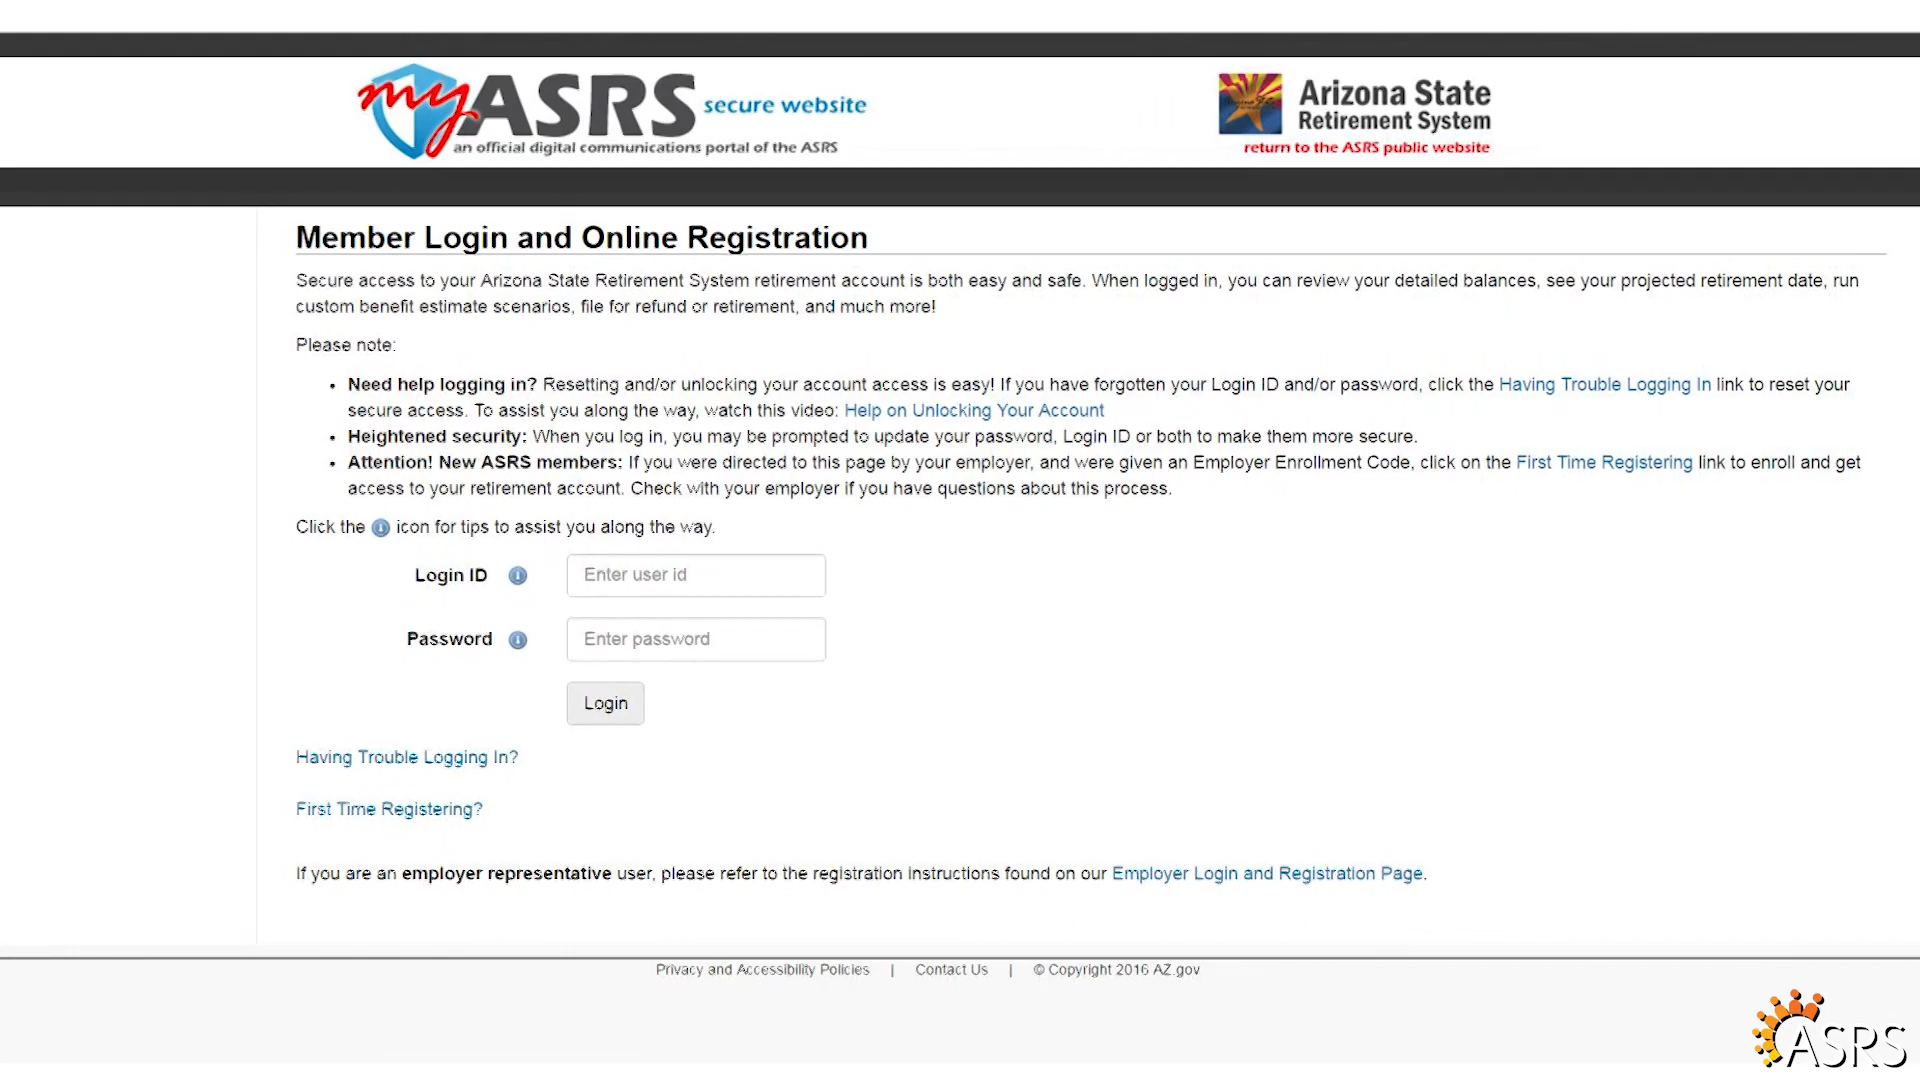 myASRS secure website
an official digital communications portal of the ASRS
Arizona State
Retirement System
return to the ASRS public website
Member Login and Online Registration
Secure access to your Arizona State Retirement System retirement account is both easy and safe. When logged in, you can review your detailed balances, see your projected retirement date, run
custom benefit estimate scenarios, file for refund or retirement, and much more!
Please note:
• Need help logging in? Resetting and/or unlocking your account access is easy! If you have forgotten your Login ID and/or password, click the Having Trouble Logging In link to reset your
secure access. To assist you along the way, watch this video: Help on Unlocking Your Account
• Heightened security: When you log in, you may be prompted to update your password, Login ID or both to make them more secure.
• Attention! New ASRS members: If you were directed to this page by your employer, and were given an Employer Enrollment Code, click on the First Time Registering link to enroll and get
access to your retirement account. Check with your employer if you have questions about this process.
Click the icon for tips to assist you along the way.
Login ID Enter user id
Password Enter password
Login
Having Trouble Logging In?
First Time Registering?
If you are an employer representative user, please refer to the registration instructions found on our Employer Login and Registration Page.
Privacy and Accessibility Policies | Contact Us | © Copyright 2016 AZ.gov
ASRS